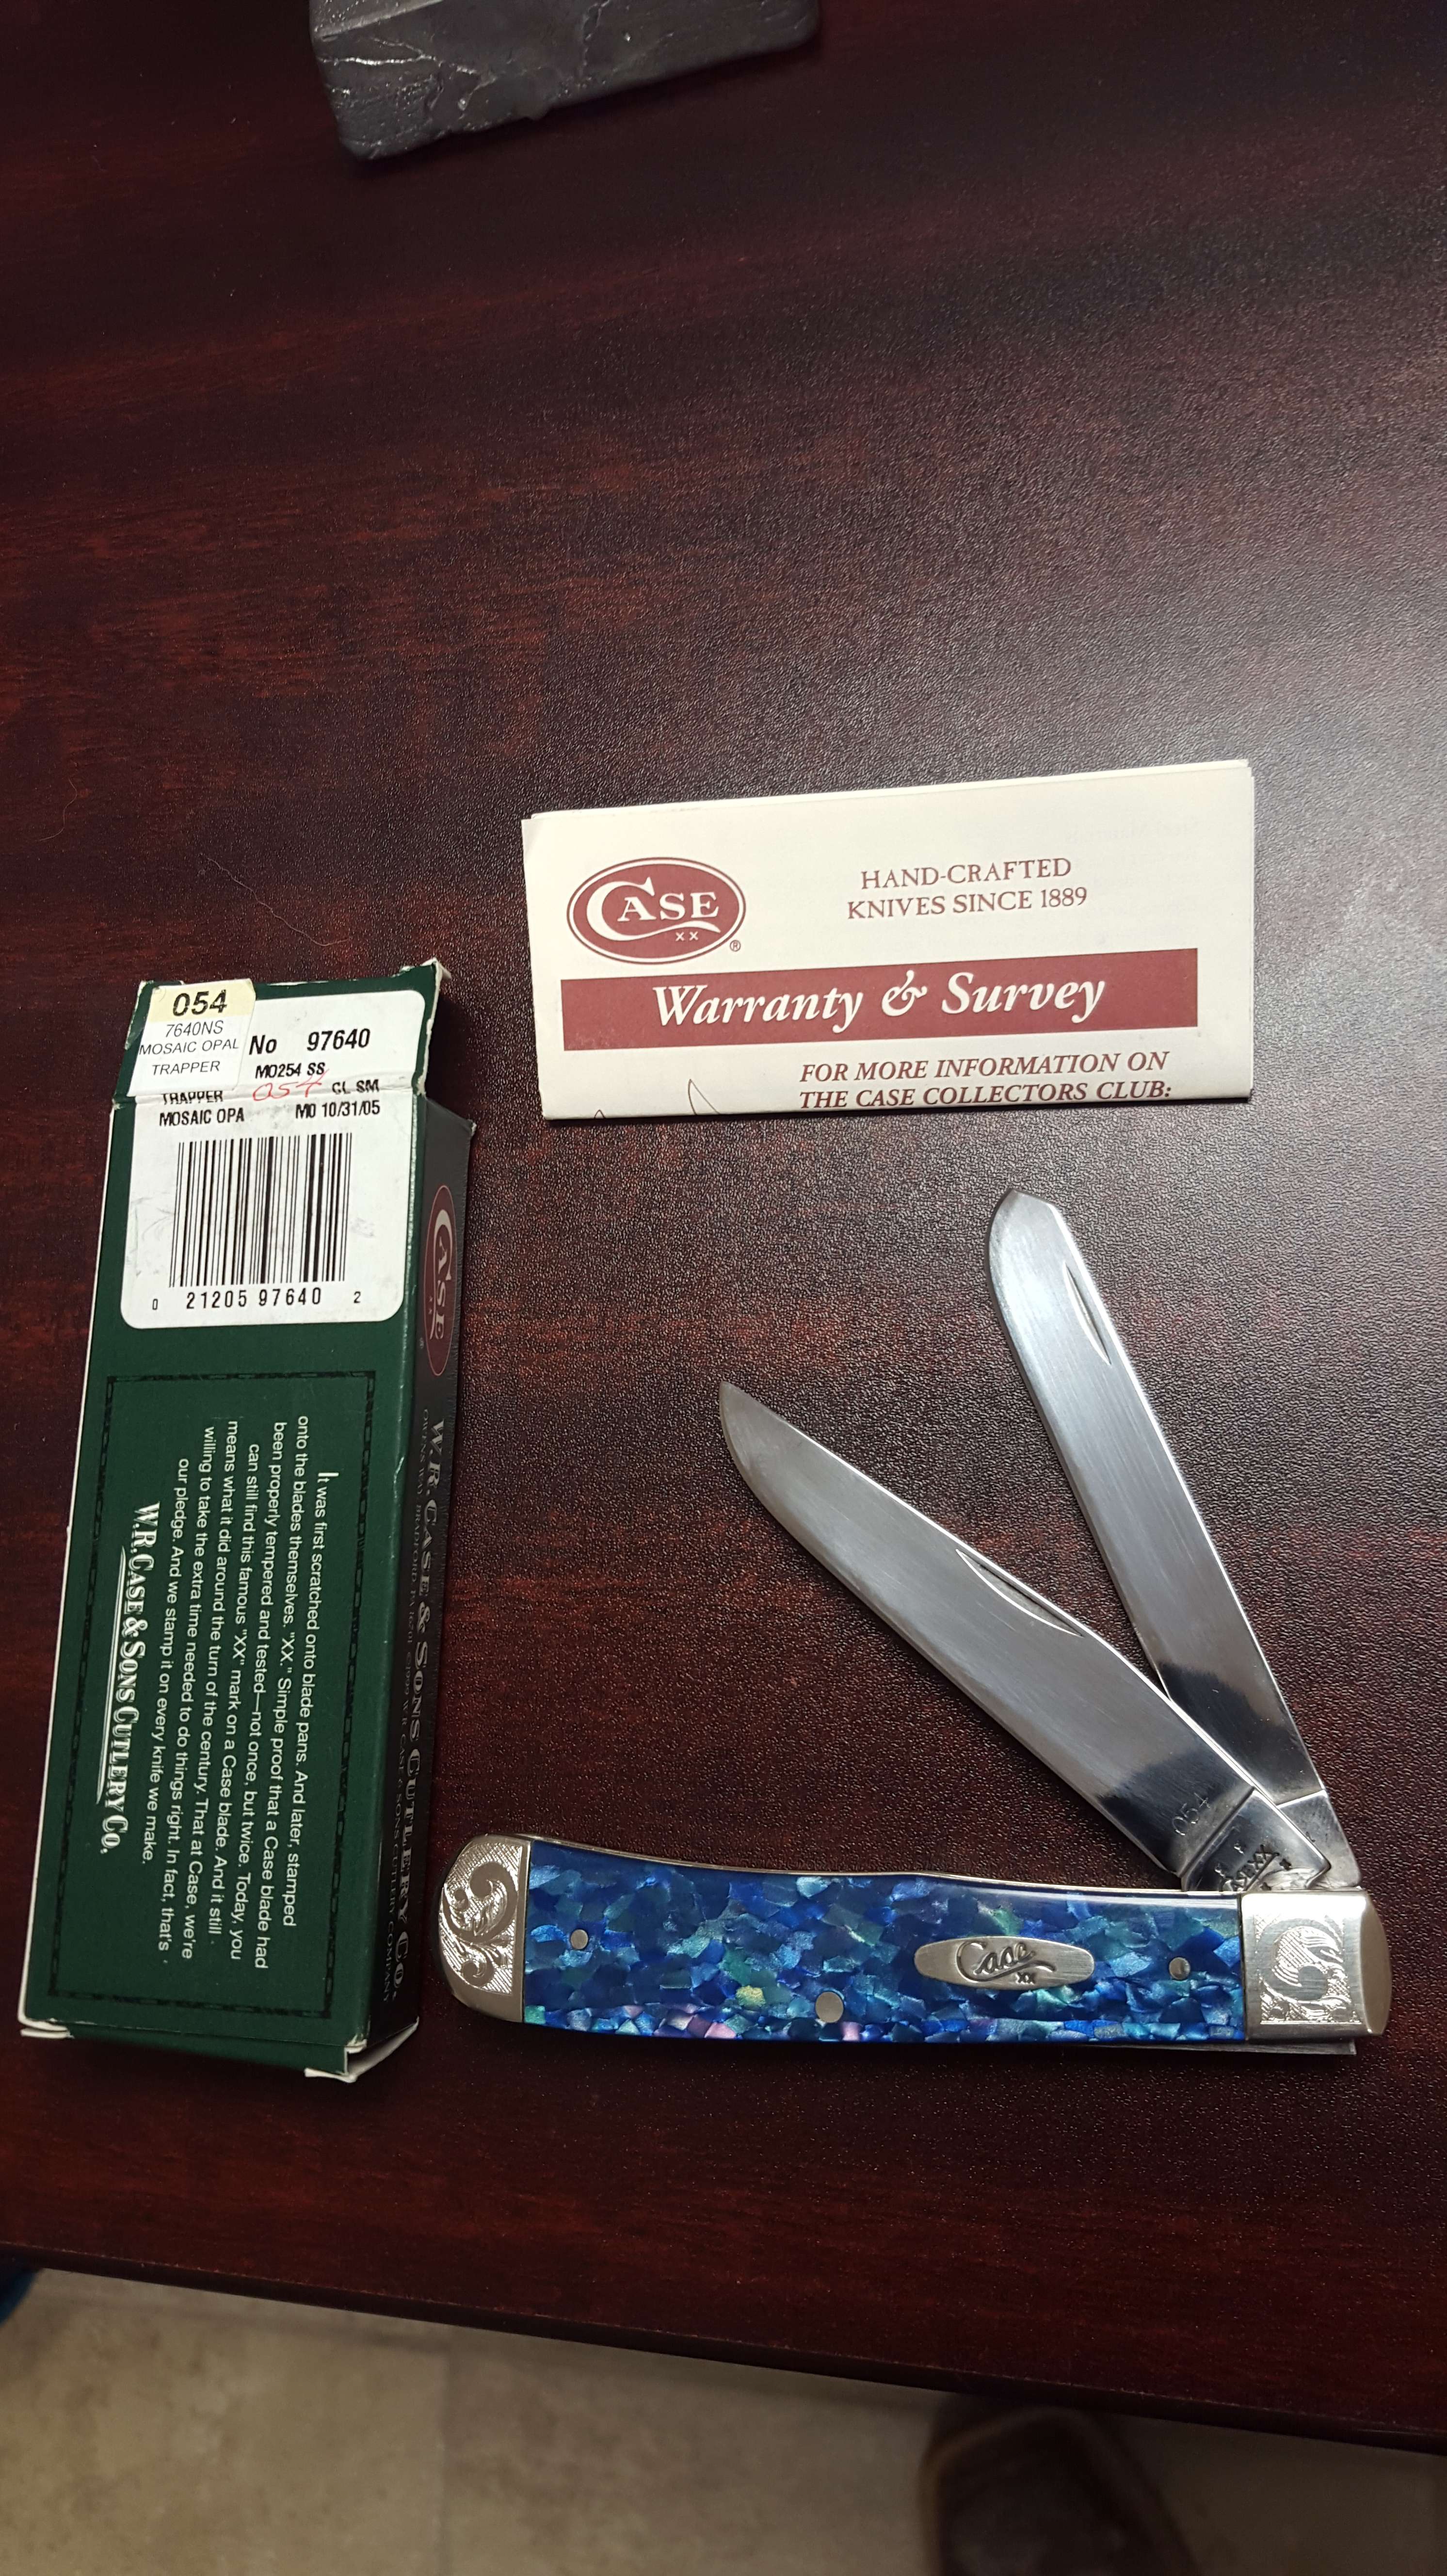 CASE
XX
®
HAND-CRAFTED
KNIVES SINCE 1889
Warranty & Survey
FOR MORE INFORMATION ON
THE CASE COLLECTORS CLUB:
054
7640NS
MOSAIC OPAL
TRAPPER
No 97640
MO254 SS
TRAPPER 054 CL SM
MOSAIC OPA MO 10/31/05
0 21205 97640 2
It was first scratched onto blade pans. And later, stamped
onto the blades themselves. "XX." Simple proof that a Case blade had
been properly tempered and tested—not once, but twice. Today, you
can still find this famous "XX" mark on a Case blade. And it still
means what it did around the turn of the century. That at Case, we're
willing to take the extra time needed to do things right. In fact, that's
our pledge. And we stamp it on every knife we make.
W.R. CASE & SONS CUTLERY CO.
CASE
XX
W.R. CASE & SONS CUTLERY CO.
054
CASE XX
Case
XX